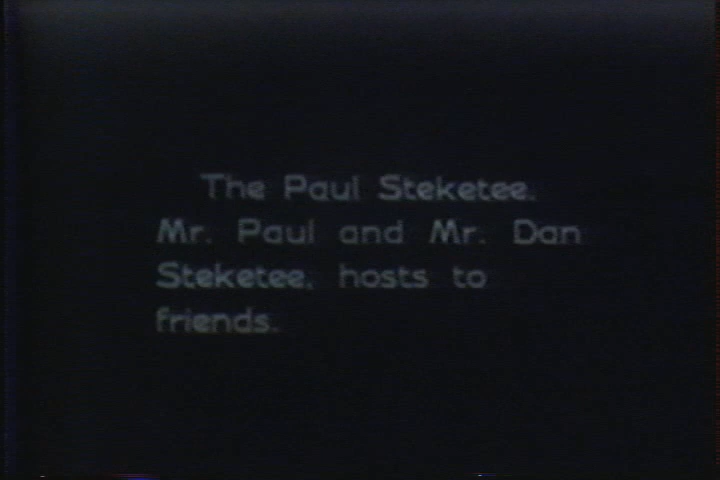 The Paul Steketee.
Mr. Paul and Mr. Dan
Steketee, hosts to
friends.